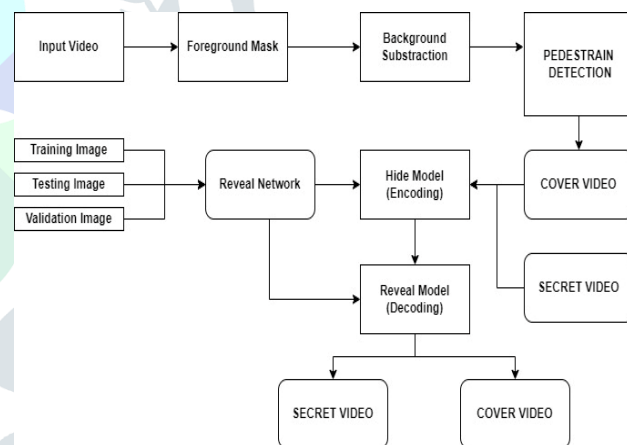 Input Video
Foreground Mask
Background
Substraction
PEDESTRAIN
DETECTION
Training Image
Testing Image
Validation Image
Reveal Network
Hide Model
(Encoding)
COVER VIDEO
Reveal Model
(Decoding)
SECRET VIDEO
SECRET VIDEO
COVER VIDEO